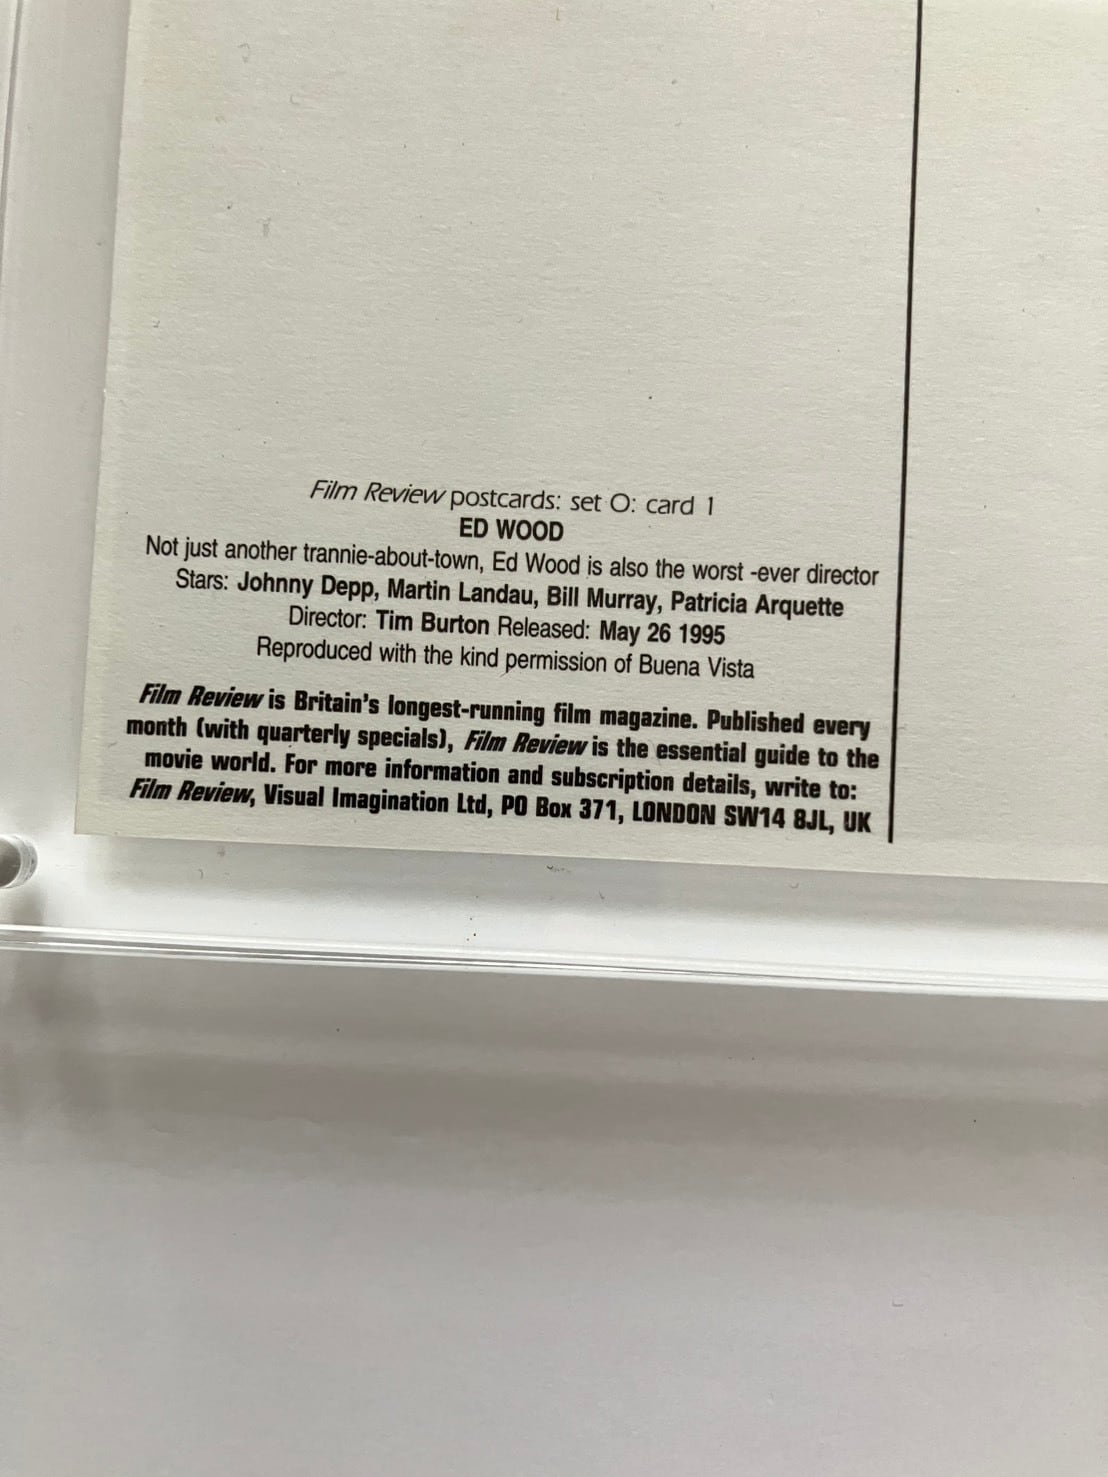 Film Review postcards: set O: card 1
ED WOOD
Not just another trannie-about-town, Ed Wood is also the worst -ever director
Stars: Johnny Depp, Martin Landau, Bill Murray, Patricia Arquette
Director: Tim Burton Released: May 26 1995
Reproduced with the kind permission of Buena Vista
Film Review is Britain's longest-running film magazine. Published every
month (with quarterly specials), Film Review is the essential guide to the
movie world. For more information and subscription details, write to:
Film Review, Visual Imagination Ltd, PO Box 371, LONDON SW14 8JL, UK